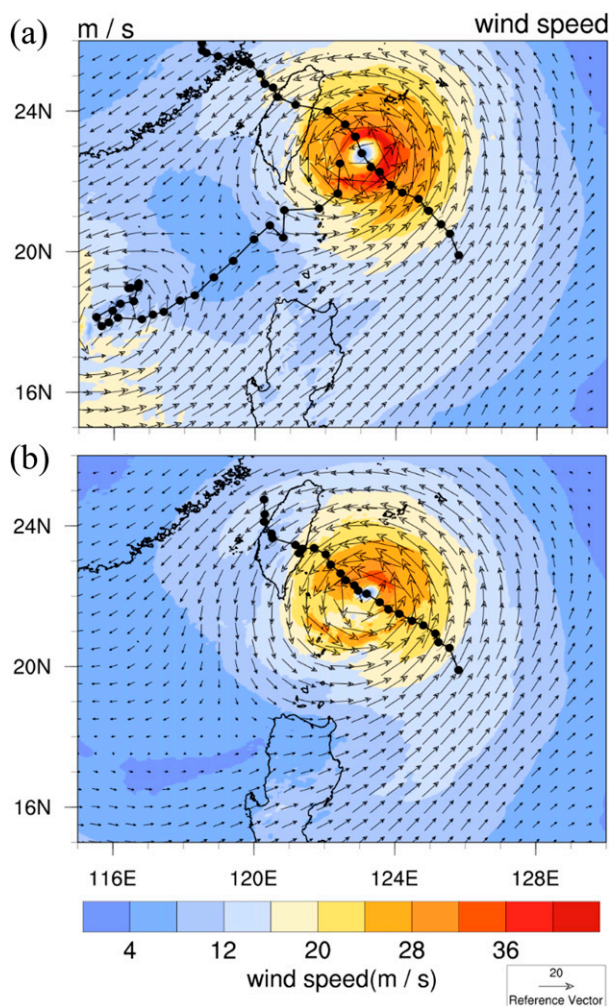 (a) m / s wind speed
24N
20N
16N
(b)
24N
20N
16N
116E 120E 124E 128E
4 12 20 28 36
wind speed(m / s)
20
Reference Vector